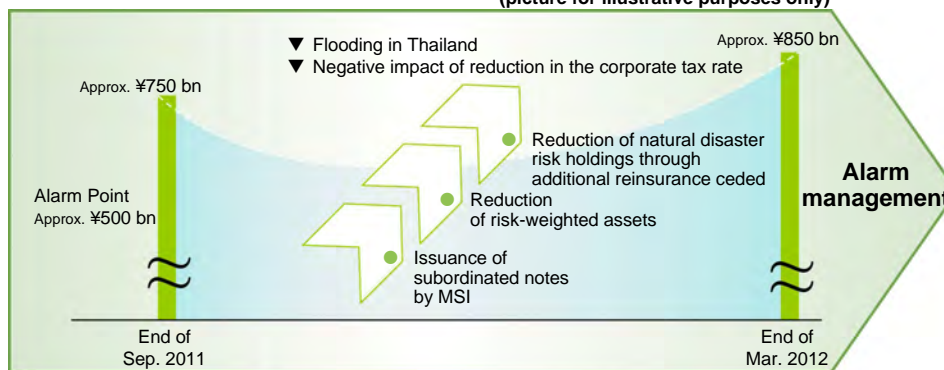 (picture for illustrative purposes only)
▼ Flooding in Thailand
▼ Negative impact of reduction in the corporate tax rate
Approx. ¥850 bn
Approx. ¥750 bn
Reduction of natural disaster
risk holdings through
additional reinsurance ceded
Alarm
management
Alarm Point
Approx. ¥500 bn
Reduction
of risk-weighted assets
Issuance of
subordinated notes
by MSI
End of
Sep. 2011
End of
Mar. 2012